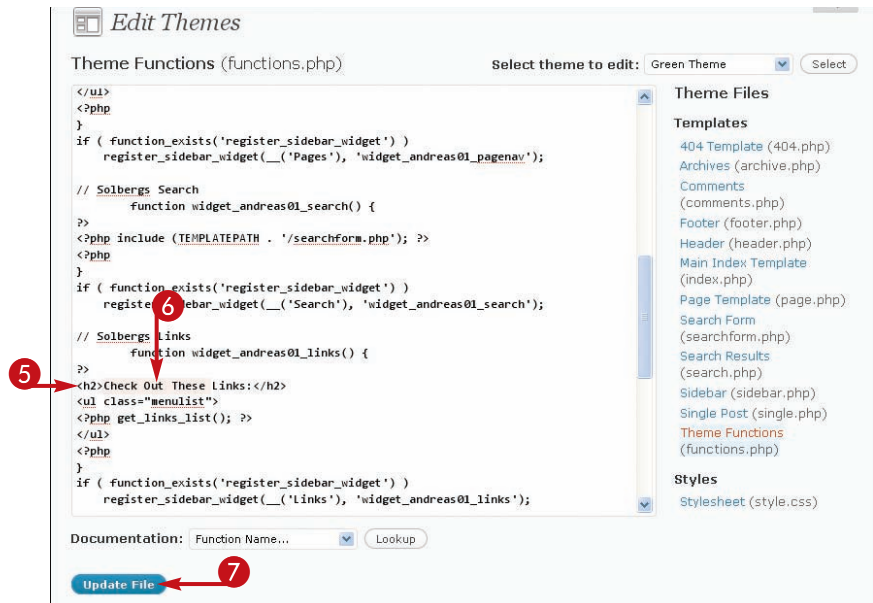 Edit Themes
Theme Functions (functions.php)
Select theme to edit: Green Theme Select
</ul>
<?php
}
if ( function_exists('register_sidebar_widget') )
    register_sidebar_widget(__('Pages'), 'widget_andreas01_pagenav');

// Solbergs Search
        function widget_andreas01_search() {
?>
<?php include (TEMPLATEPATH . '/searchform.php'); ?>
<?php
}
if ( function_exists('register_sidebar_widget') )
    register_sidebar_widget(__('Search'), 'widget_andreas01_search');
6
// Solbergs Links
        function widget_andreas01_links() {
?>
5
<h2>Check Out These Links:</h2>
<ul class="menulist">
<?php get_links_list(); ?>
</ul>
<?php
}
if ( function_exists('register_sidebar_widget') )
    register_sidebar_widget(__('Links'), 'widget_andreas01_links');
Theme Files
Templates
404 Template (404.php)
Archives (archive.php)
Comments
(comments.php)
Footer (footer.php)
Header (header.php)
Main Index Template
(index.php)
Page Template (page.php)
Search Form
(searchform.php)
Search Results
(search.php)
Sidebar (sidebar.php)
Single Post (single.php)
Theme Functions
(functions.php)
Styles
Stylesheet (style.css)
Documentation: Function Name... Lookup
Update File
7